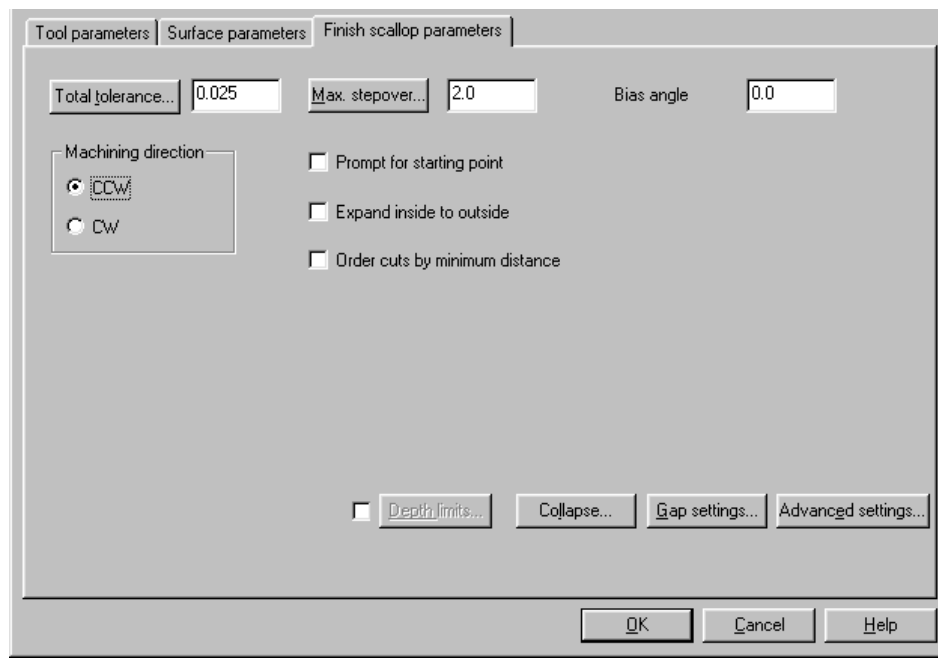 Tool parameters Surface parameters Finish scallop parameters
Total tolerance... 0.025 Max. stepover... 2.0 Bias angle 0.0
Machining direction
CCW
CW
Prompt for starting point
Expand inside to outside
Order cuts by minimum distance
Depth limits... Collapse... Gap settings... Advanced settings...
OK Cancel Help